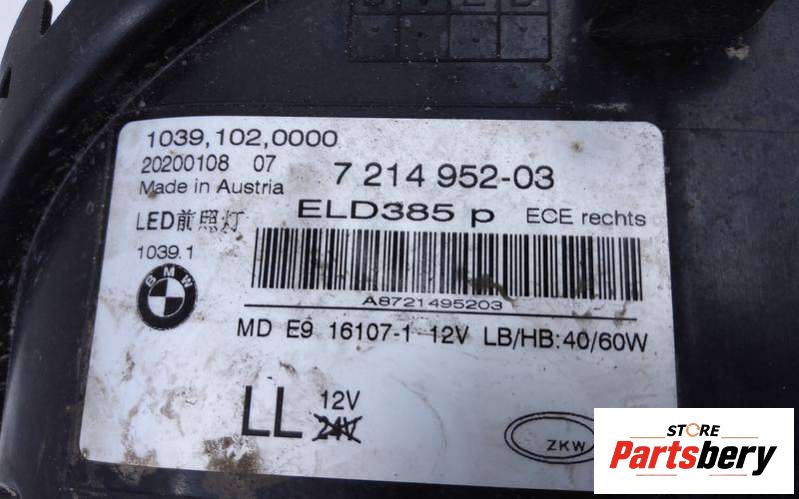 1039,102,0000
20200108 07
7 214 952-03
Made in Austria
ELD385 p ECE rechts
LED前照灯
1039.1
BMW
A8721495203
MD E9 16107-1 12V LB/HB:40/60W
LL 12V
24V
ZKW
STORE
Partsbery